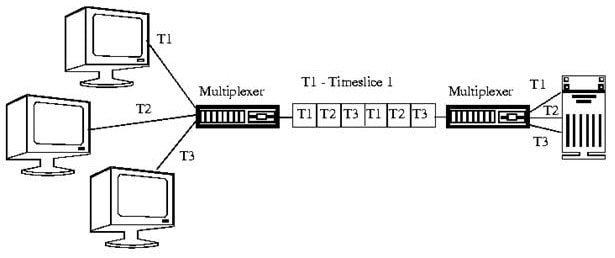 T1
T2
T3
Multiplexer
T1 - Timeslice 1
T1 T2 T3 T1 T2 T3
Multiplexer
T1
T2
T3